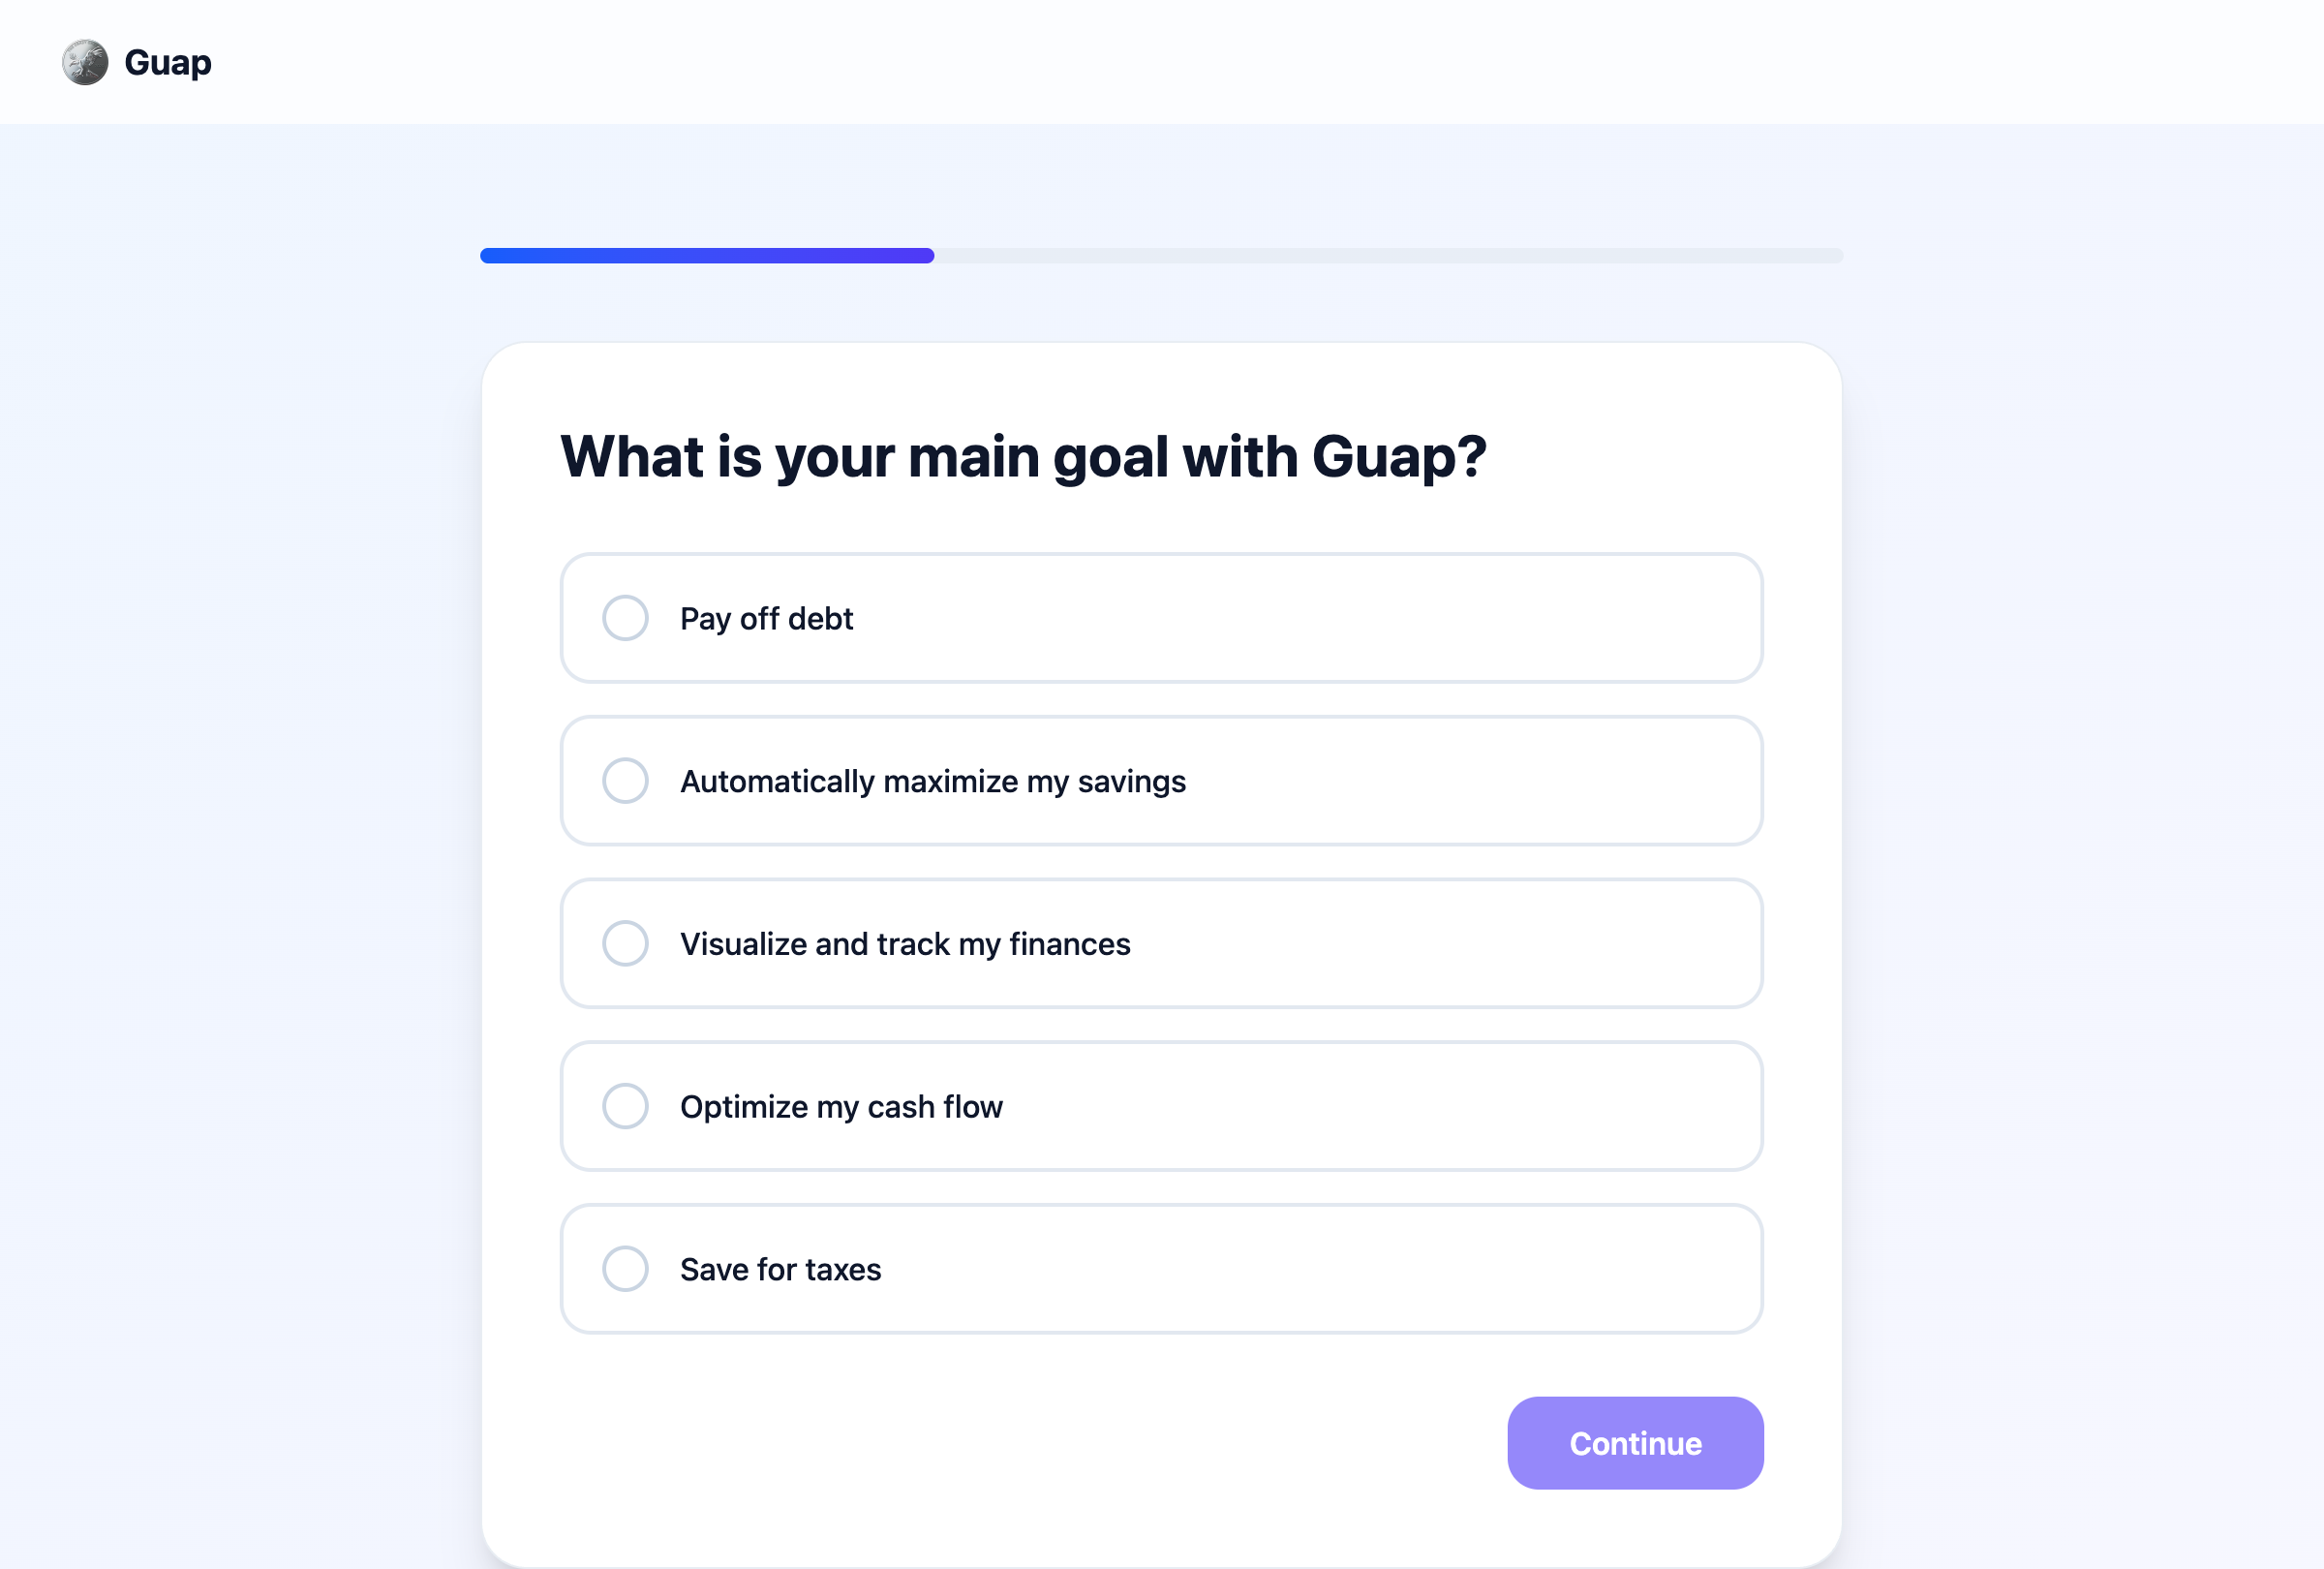 Guap
What is your main goal with Guap?
Pay off debt
Automatically maximize my savings
Visualize and track my finances
Optimize my cash flow
Save for taxes
Continue